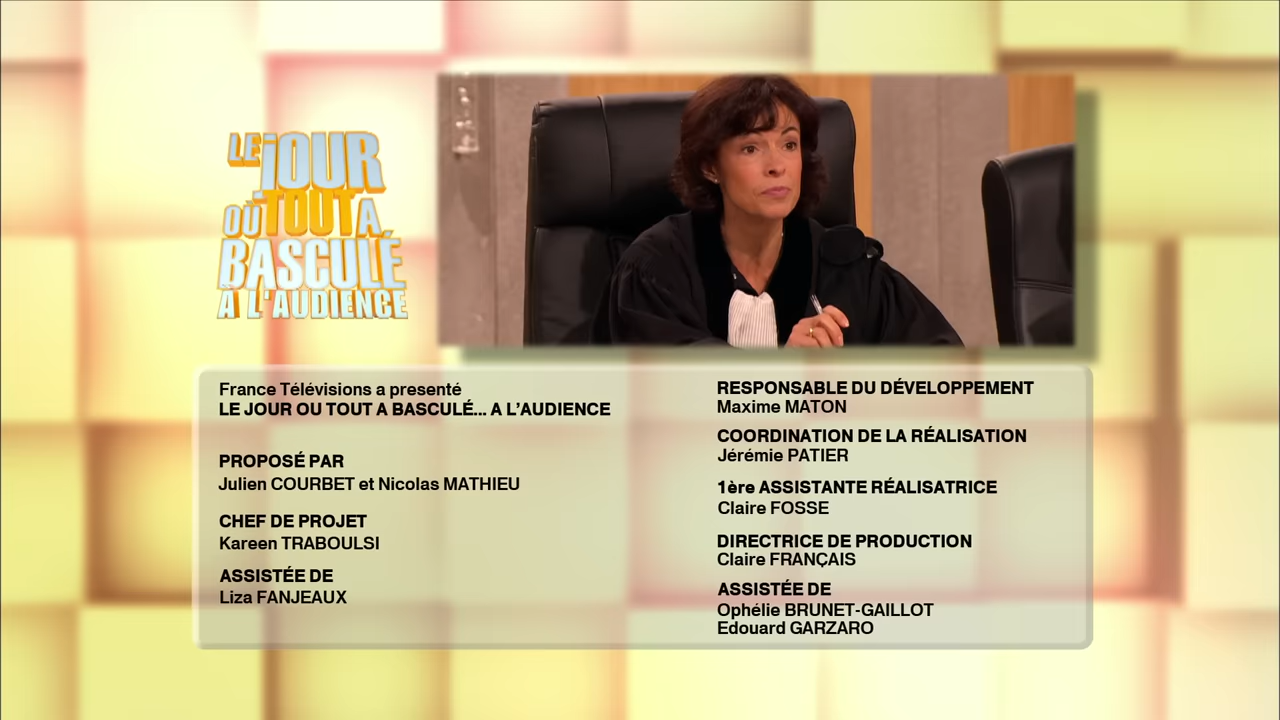 LE JOUR
OÙ TOUT A
BASCULÉ
À L'AUDIENCE
France Télévisions a presenté
LE JOUR OU TOUT A BASCULÉ... A L’AUDIENCE
PROPOSÉ PAR
Julien COURBET et Nicolas MATHIEU
CHEF DE PROJET
Kareen TRABOULSI
ASSISTÉE DE
Liza FANJEAUX
RESPONSABLE DU DÉVELOPPEMENT
Maxime MATON
COORDINATION DE LA RÉALISATION
Jérémie PATIER
1ère ASSISTANTE RÉALISATRICE
Claire FOSSE
DIRECTRICE DE PRODUCTION
Claire FRANÇAIS
ASSISTÉE DE
Ophélie BRUNET-GAILLOT
Edouard GARZARO